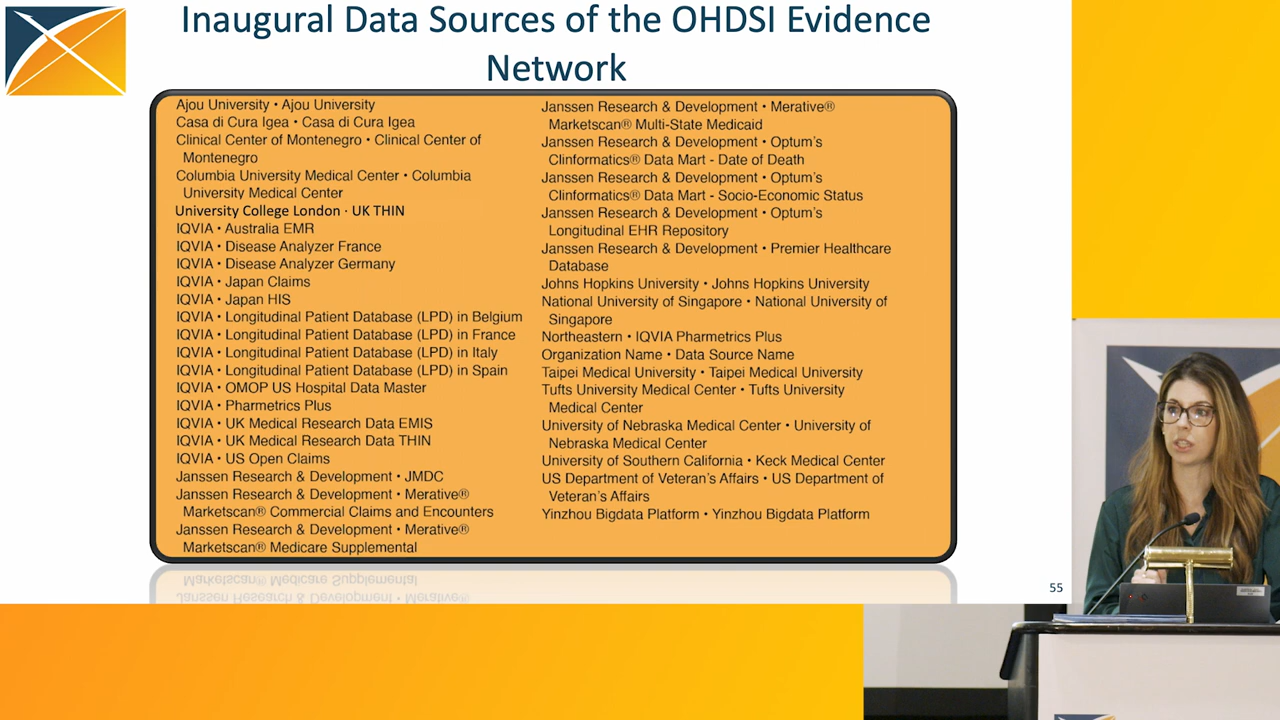 Inaugural Data Sources of the OHDSI Evidence
Network
Ajou University • Ajou University
Casa di Cura Igea • Casa di Cura Igea
Clinical Center of Montenegro • Clinical Center of
Montenegro
Columbia University Medical Center • Columbia
University Medical Center
University College London · UK THIN
IQVIA • Australia EMR
IQVIA • Disease Analyzer France
IQVIA • Disease Analyzer Germany
IQVIA • Japan Claims
IQVIA • Japan HIS
IQVIA • Longitudinal Patient Database (LPD) in Belgium
IQVIA • Longitudinal Patient Database (LPD) in France
IQVIA • Longitudinal Patient Database (LPD) in Italy
IQVIA • Longitudinal Patient Database (LPD) in Spain
IQVIA • OMOP US Hospital Data Master
IQVIA • Pharmetrics Plus
IQVIA • UK Medical Research Data EMIS
IQVIA • UK Medical Research Data THIN
IQVIA • US Open Claims
Janssen Research & Development • JMDC
Janssen Research & Development • Merative®
Marketscan® Commercial Claims and Encounters
Janssen Research & Development • Merative®
Marketscan® Medicare Supplemental
Janssen Research & Development • Merative®
Marketscan® Multi-State Medicaid
Janssen Research & Development • Optum's
Clinformatics® Data Mart - Date of Death
Janssen Research & Development • Optum's
Clinformatics® Data Mart - Socio-Economic Status
Janssen Research & Development • Optum's
Longitudinal EHR Repository
Janssen Research & Development • Premier Healthcare
Database
Johns Hopkins University • Johns Hopkins University
National University of Singapore • National University of
Singapore
Northeastern • IQVIA Pharmetrics Plus
Organization Name • Data Source Name
Taipei Medical University • Taipei Medical University
Tufts University Medical Center • Tufts University
Medical Center
University of Nebraska Medical Center • University of
Nebraska Medical Center
University of Southern California • Keck Medical Center
US Department of Veteran's Affairs • US Department of
Veteran's Affairs
Yinzhou Bigdata Platform • Yinzhou Bigdata Platform
55